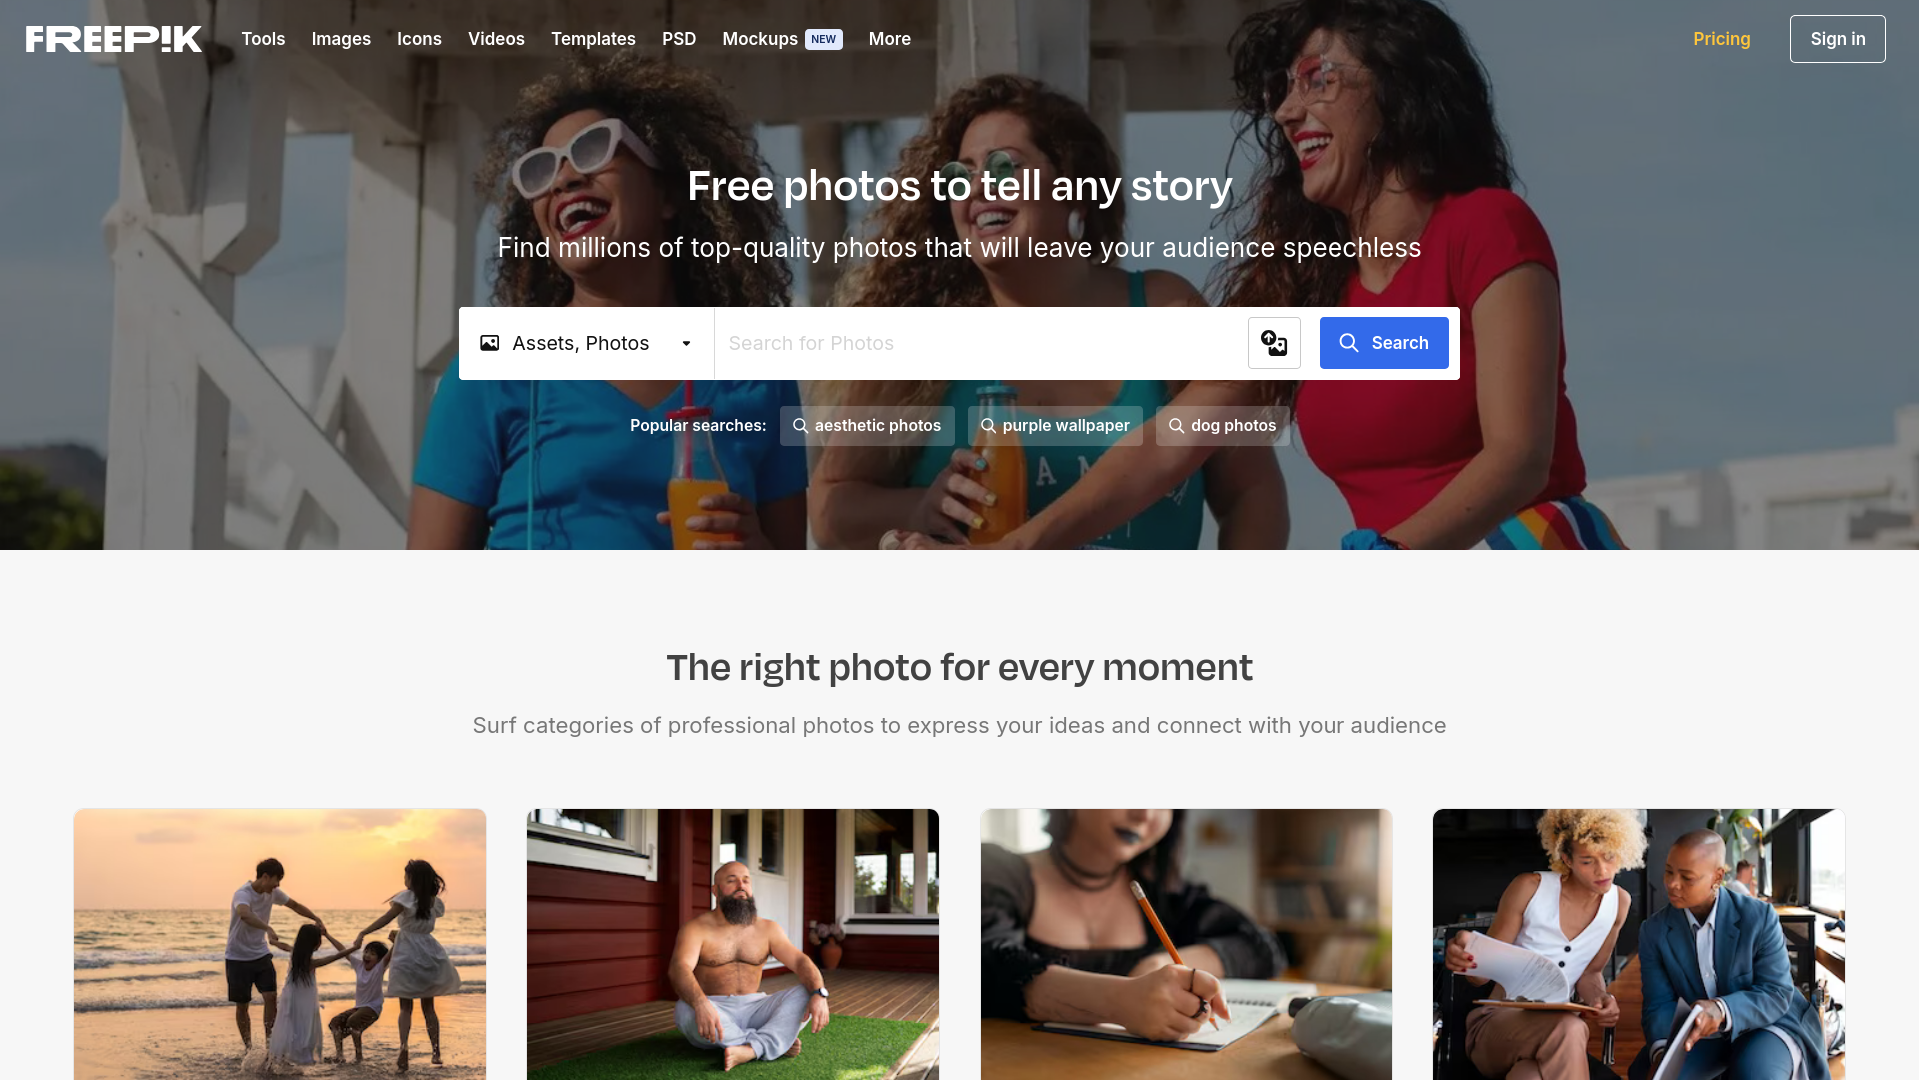 FREEPIK Tools Images Icons Videos Templates PSD Mockups NEW More Pricing Sign in
Free photos to tell any story
Find millions of top-quality photos that will leave your audience speechless
Assets, Photos Search for Photos Search
Popular searches: aesthetic photos purple wallpaper dog photos
The right photo for every moment
Surf categories of professional photos to express your ideas and connect with your audience